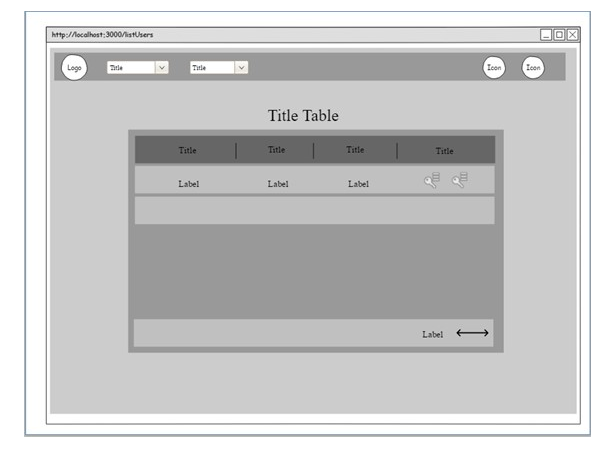 http://localhost:3000/listUsers
Logo Title Title Icon Icon
Title Table
Title Title Title Title
Label Label Label
Label